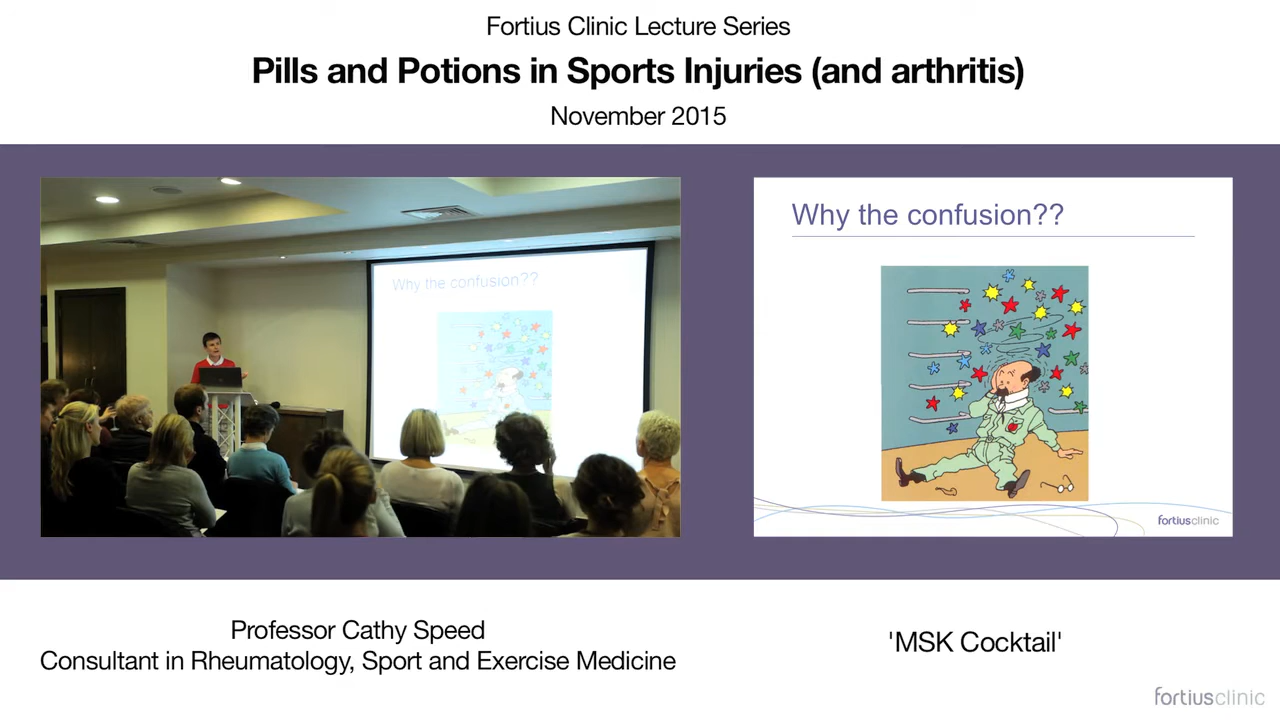 Fortius Clinic Lecture Series
Pills and Potions in Sports Injuries (and arthritis)
November 2015
Why the confusion??
Why the confusion??
fortiusclinic
Professor Cathy Speed
Consultant in Rheumatology, Sport and Exercise Medicine
'MSK Cocktail'
fortiusclinic